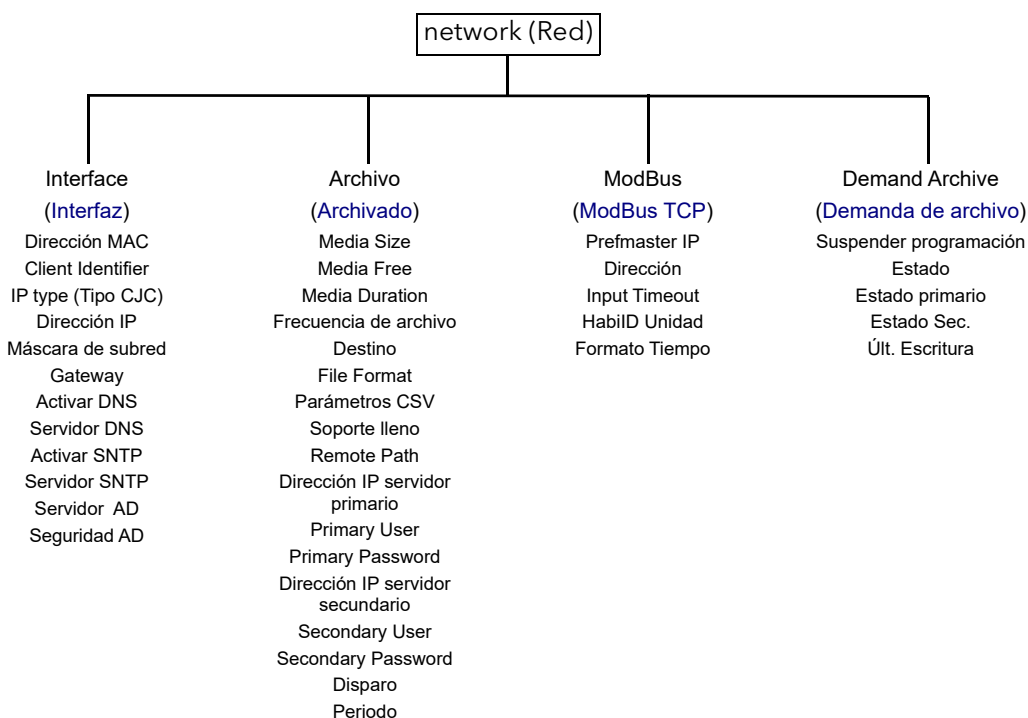 network (Red)
Interface
(Interfaz)
Dirección MAC
Client Identifier
IP type (Tipo CJC)
Dirección IP
Máscara de subred
Gateway
Activar DNS
Servidor DNS
Activar SNTP
Servidor SNTP
Servidor AD
Seguridad AD
Archivo
(Archivado)
Media Size
Media Free
Media Duration
Frecuencia de archivo
Destino
File Format
Parámetros CSV
Soporte lleno
Remote Path
Dirección IP servidor
primario
Primary User
Primary Password
Dirección IP servidor
secundario
Secondary User
Secondary Password
Disparo
Periodo
ModBus
(ModBus TCP)
Prefmaster IP
Dirección
Input Timeout
HabilID Unidad
Formato Tiempo
Demand Archive
(Demanda de archivo)
Suspender programación
Estado
Estado primario
Estado Sec.
Últ. Escritura